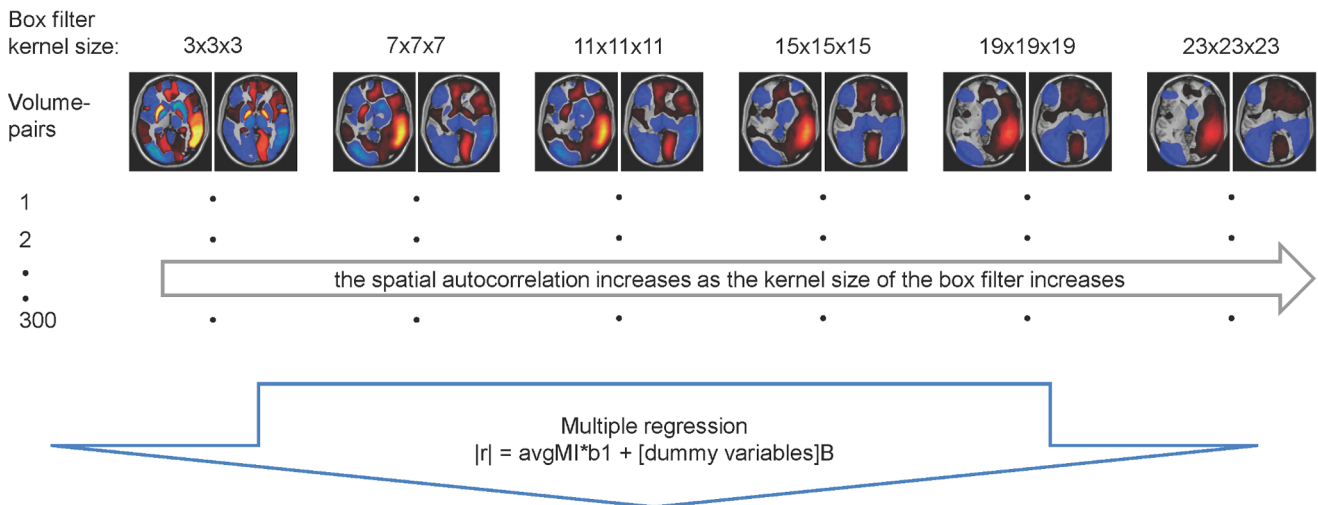 Box filter
kernel size: 3x3x3 7x7x7 11x11x11 15x15x15 19x19x19 23x23x23
Volume-
pairs
1
2
the spatial autocorrelation increases as the kernel size of the box filter increases
300
Multiple regression
|r| = avgMI*b1 + [dummy variables]B